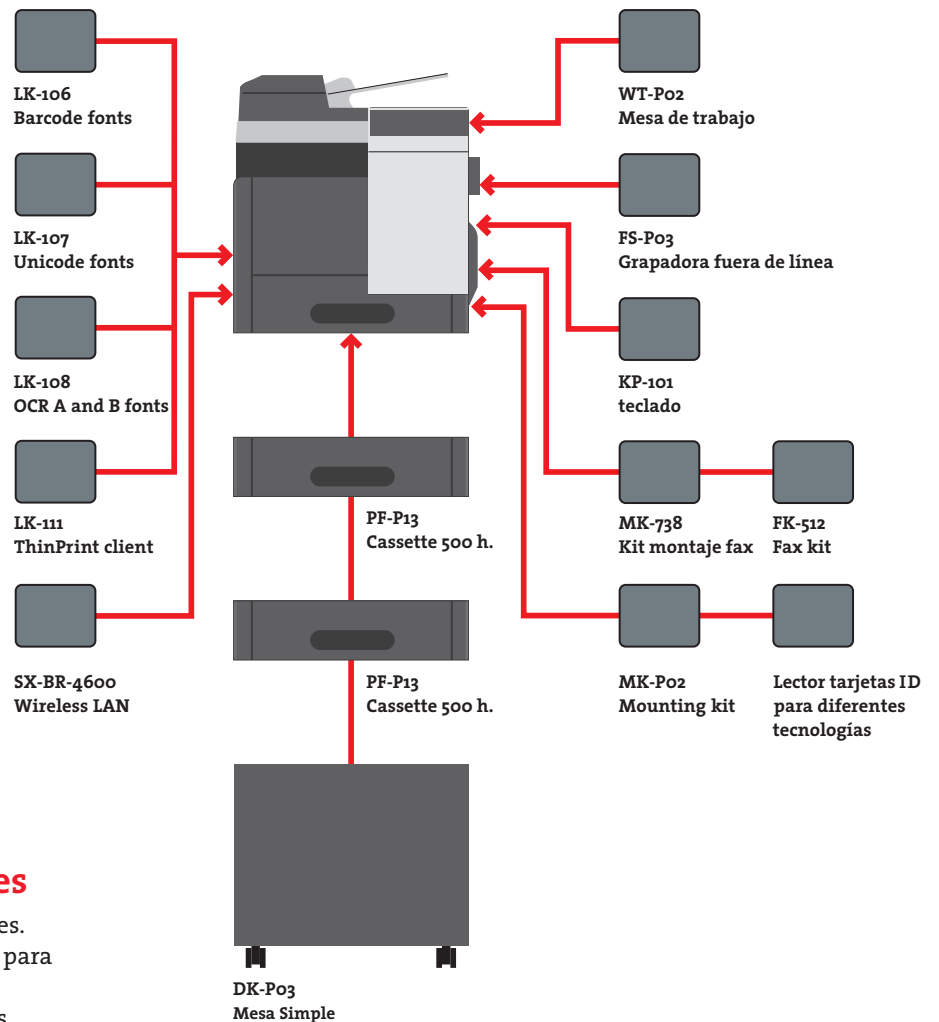 LK-106
Barcode fonts
LK-107
Unicode fonts
LK-108
OCR A and B fonts
LK-111
ThinPrint client
SX-BR-4600
Wireless LAN
WT-P02
Mesa de trabajo
FS-P03
Grapadora fuera de línea
KP-101
teclado
MK-738
Kit montaje fax
FK-512
Fax kit
MK-P02
Mounting kit
Lector tarjetas ID
para diferentes
tecnologías
PF-P13
Cassette 500 h.
PF-P13
Cassette 500 h.
DK-P03
Mesa Simple
es
es.
para
s